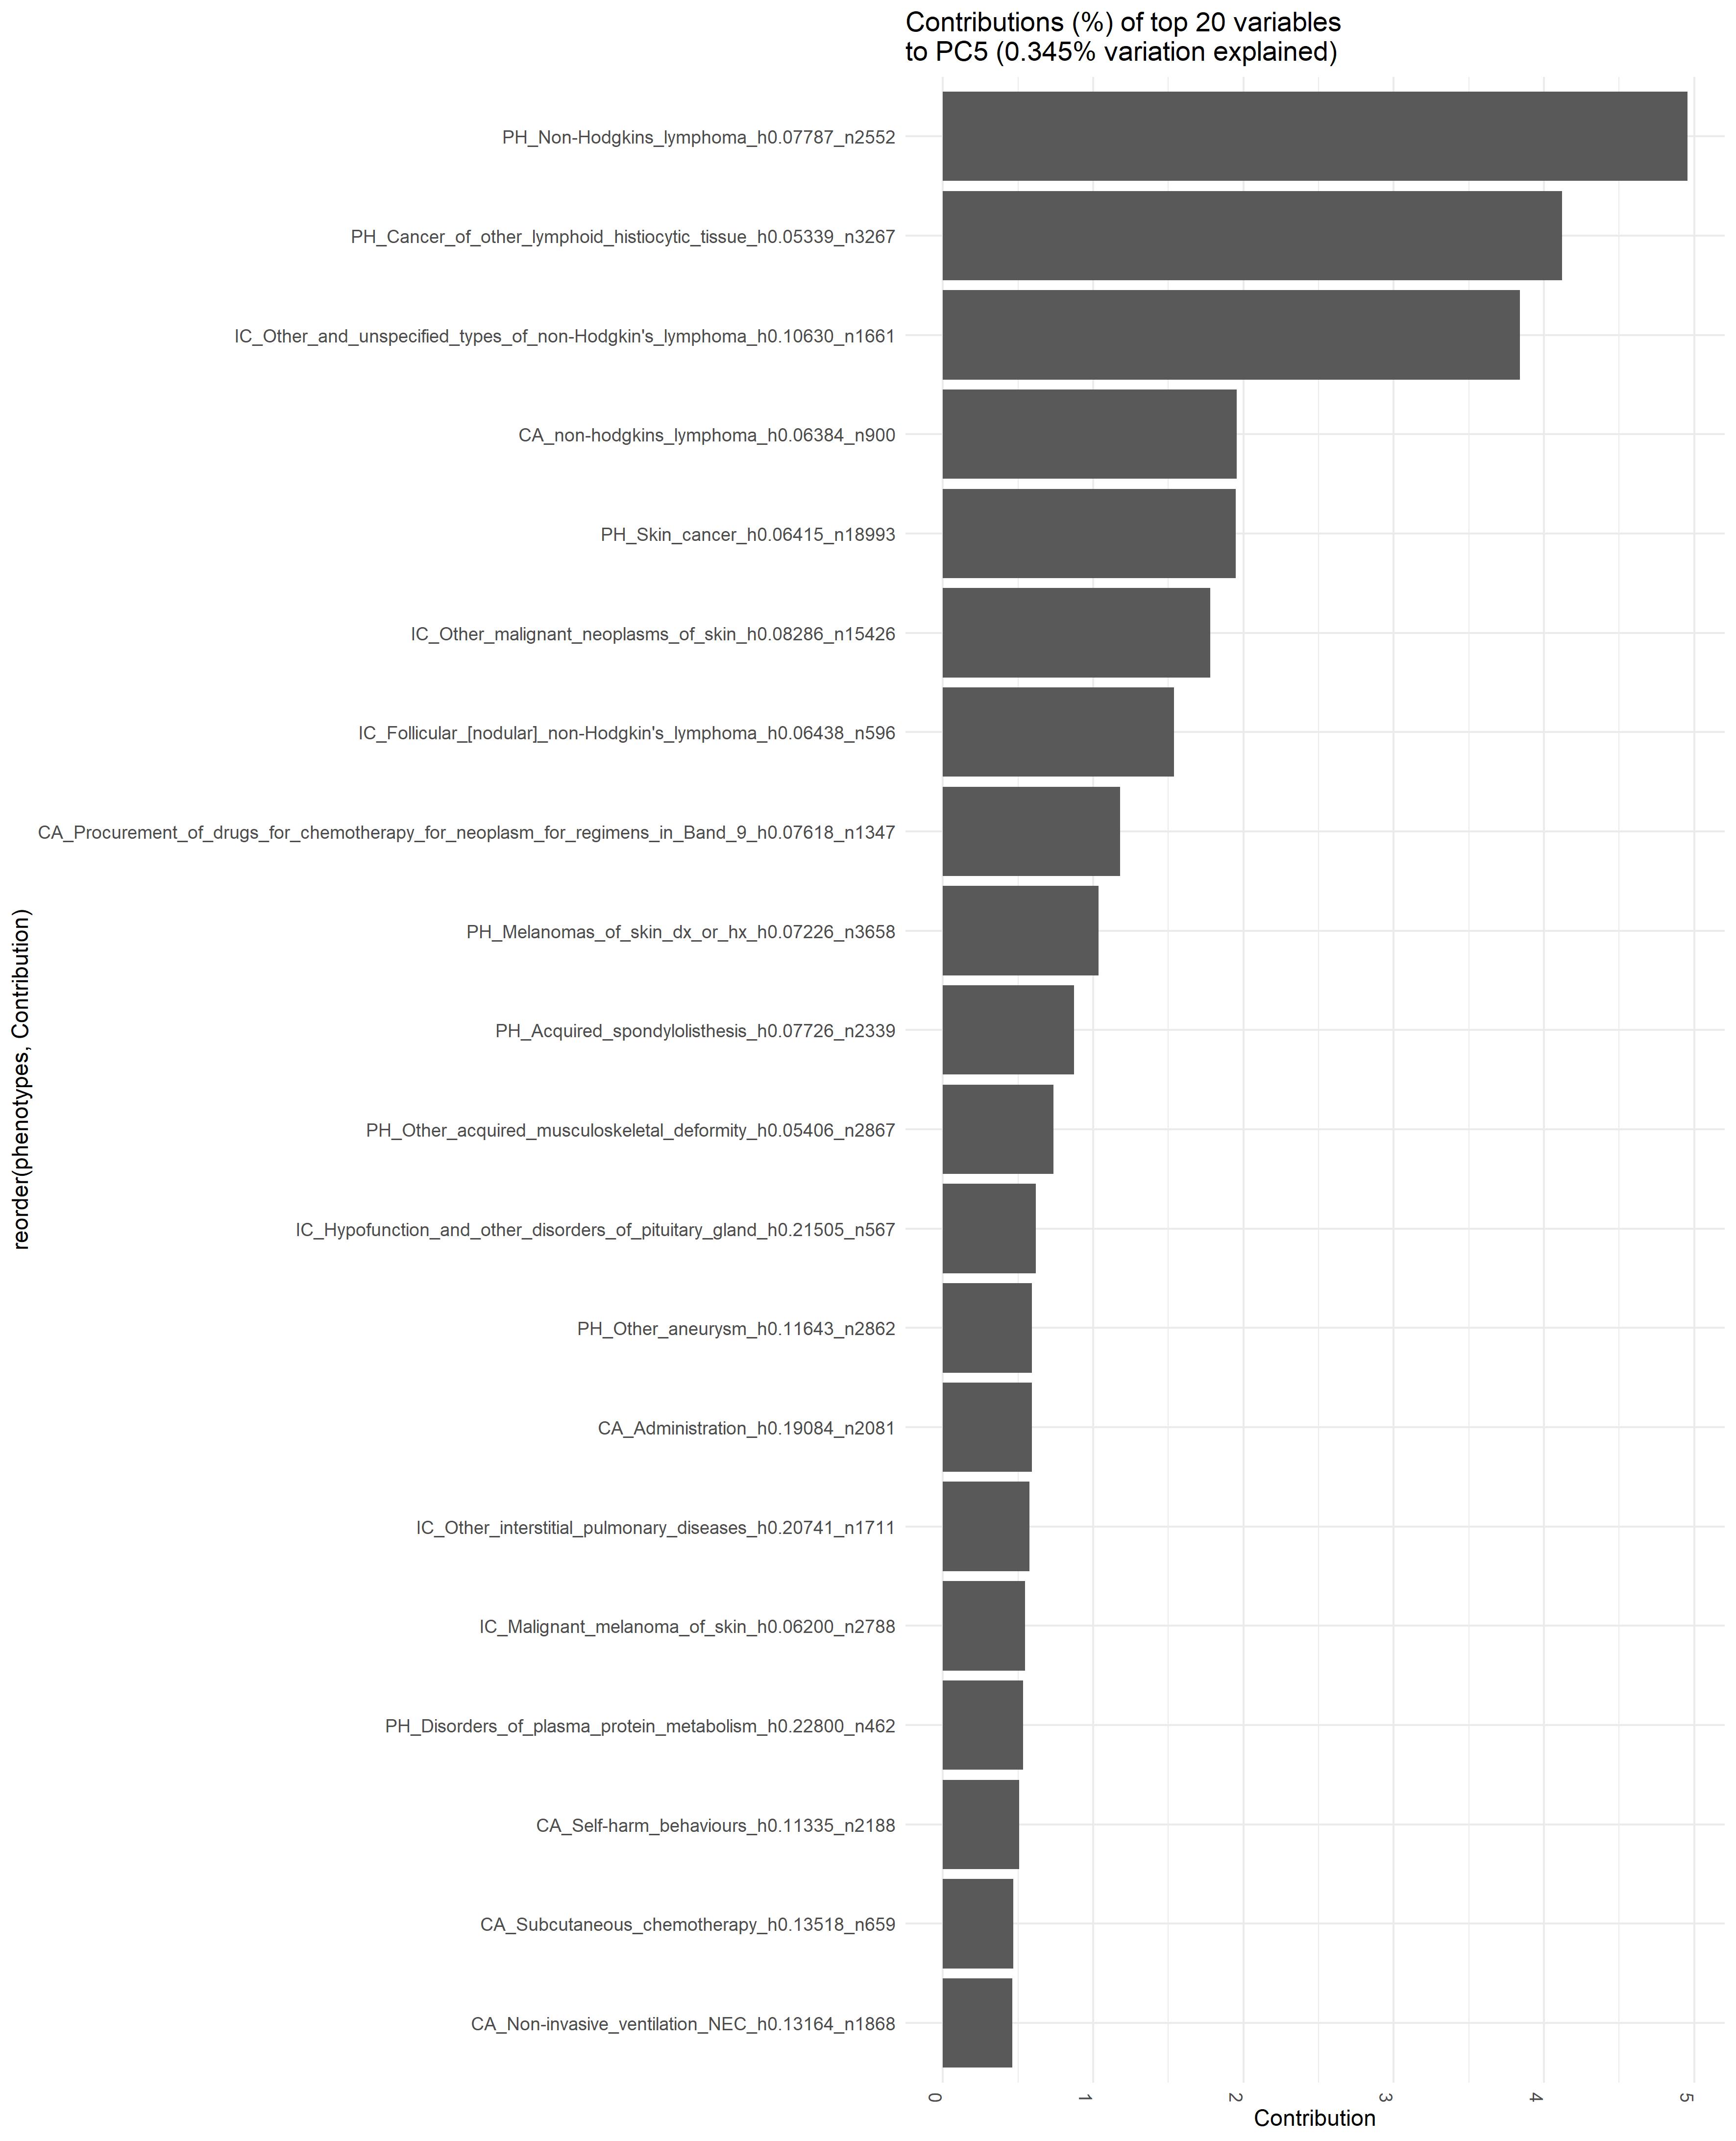 Contributions (%) of top 20 variables
to PC5 (0.345% variation explained)
PH_Non-Hodgkins_lymphoma_h0.07787_n2552
PH_Cancer_of_other_lymphoid_histiocytic_tissue_h0.05339_n3267
IC_Other_and_unspecified_types_of_non-Hodgkin's_lymphoma_h0.10630_n1661
CA_non-hodgkins_lymphoma_h0.06384_n900
PH_Skin_cancer_h0.06415_n18993
IC_Other_malignant_neoplasms_of_skin_h0.08286_n15426
IC_Follicular_[nodular]_non-Hodgkin's_lymphoma_h0.06438_n596
CA_Procurement_of_drugs_for_chemotherapy_for_neoplasm_for_regimens_in_Band_9_h0.07618_n1347
PH_Melanomas_of_skin_dx_or_hx_h0.07226_n3658
PH_Acquired_spondylolisthesis_h0.07726_n2339
PH_Other_acquired_musculoskeletal_deformity_h0.05406_n2867
IC_Hypofunction_and_other_disorders_of_pituitary_gland_h0.21505_n567
PH_Other_aneurysm_h0.11643_n2862
CA_Administration_h0.19084_n2081
IC_Other_interstitial_pulmonary_diseases_h0.20741_n1711
IC_Malignant_melanoma_of_skin_h0.06200_n2788
PH_Disorders_of_plasma_protein_metabolism_h0.22800_n462
CA_Self-harm_behaviours_h0.11335_n2188
CA_Subcutaneous_chemotherapy_h0.13518_n659
CA_Non-invasive_ventilation_NEC_h0.13164_n1868
reorder(phenotypes, Contribution)
0 1 2 3 4 5
Contribution